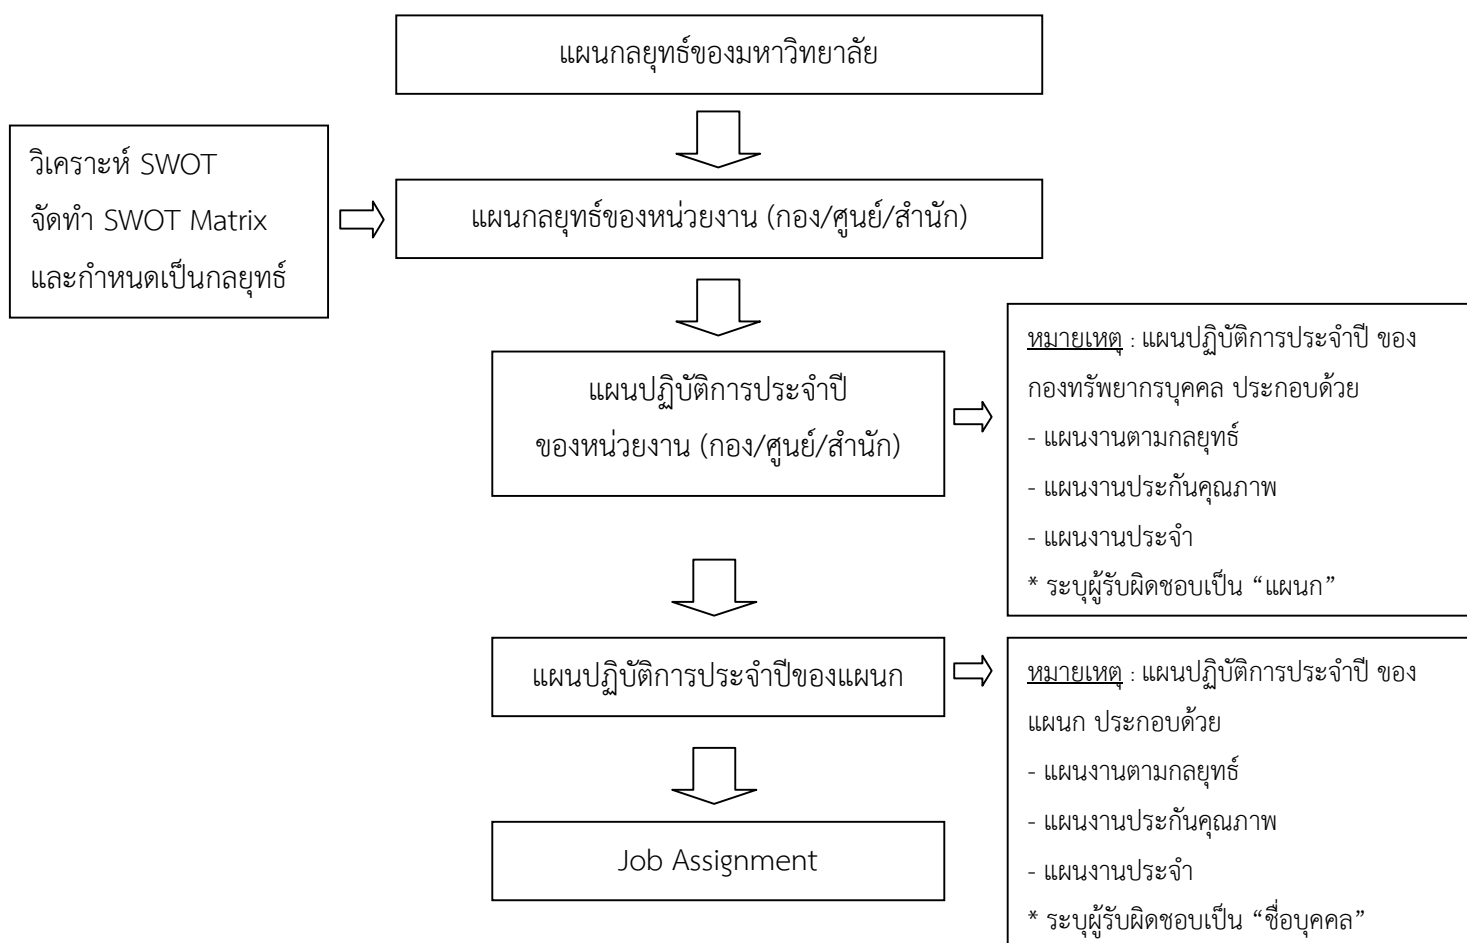 แผนกลยุทธ์ของมหาวิทยาลัย
วิเคราะห์ SWOT
จัดทำ SWOT Matrix
และกำหนดเป็นกลยุทธ์
แผนกลยุทธ์ของหน่วยงาน (กอง/ศูนย์/สำนัก)
แผนปฏิบัติการประจำปี
ของหน่วยงาน (กอง/ศูนย์/สำนัก)
หมายเหตุ : แผนปฏิบัติการประจำปี ของ
กองทรัพยากรบุคคล ประกอบด้วย
- แผนงานตามกลยุทธ์
- แผนงานประกันคุณภาพ
- แผนงานประจำ
* ระบุผู้รับผิดชอบเป็น “แผนก”
แผนปฏิบัติการประจำปีของแผนก
หมายเหตุ : แผนปฏิบัติการประจำปี ของ
แผนก ประกอบด้วย
- แผนงานตามกลยุทธ์
- แผนงานประกันคุณภาพ
- แผนงานประจำ
* ระบุผู้รับผิดชอบเป็น “ชื่อบุคคล”
Job Assignment